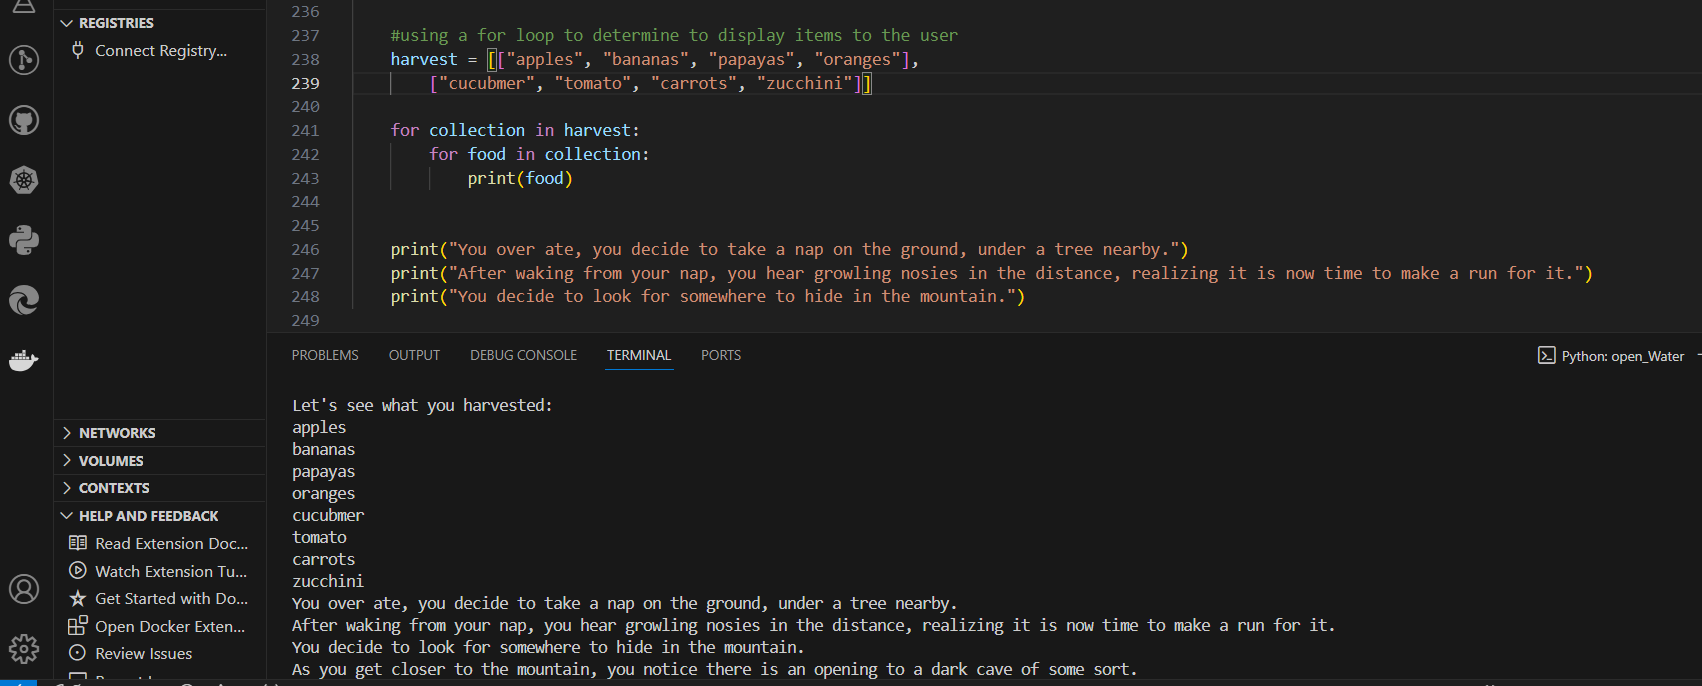 REGISTRIES
Connect Registry...
NETWORKS
VOLUMES
CONTEXTS
HELP AND FEEDBACK
Read Extension Doc...
Watch Extension Tu...
Get Started with Do...
Open Docker Exten...
Review Issues
236
237 #using a for loop to determine to display items to the user
238 harvest = [["apples", "bananas", "papayas", "oranges"],
239 ["cucubmer", "tomato", "carrots", "zucchini"]]
240
241 for collection in harvest:
242 for food in collection:
243 print(food)
244
245
246 print("You over ate, you decide to take a nap on the ground, under a tree nearby.")
247 print("After waking from your nap, you hear growling nosies in the distance, realizing it is now time to make a run for it.")
248 print("You decide to look for somewhere to hide in the mountain.")
249
PROBLEMS OUTPUT DEBUG CONSOLE TERMINAL PORTS
Python: open_Water
Let's see what you harvested:
apples
bananas
papayas
oranges
cucubmer
tomato
carrots
zucchini
You over ate, you decide to take a nap on the ground, under a tree nearby.
After waking from your nap, you hear growling nosies in the distance, realizing it is now time to make a run for it.
You decide to look for somewhere to hide in the mountain.
As you get closer to the mountain, you notice there is an opening to a dark cave of some sort.